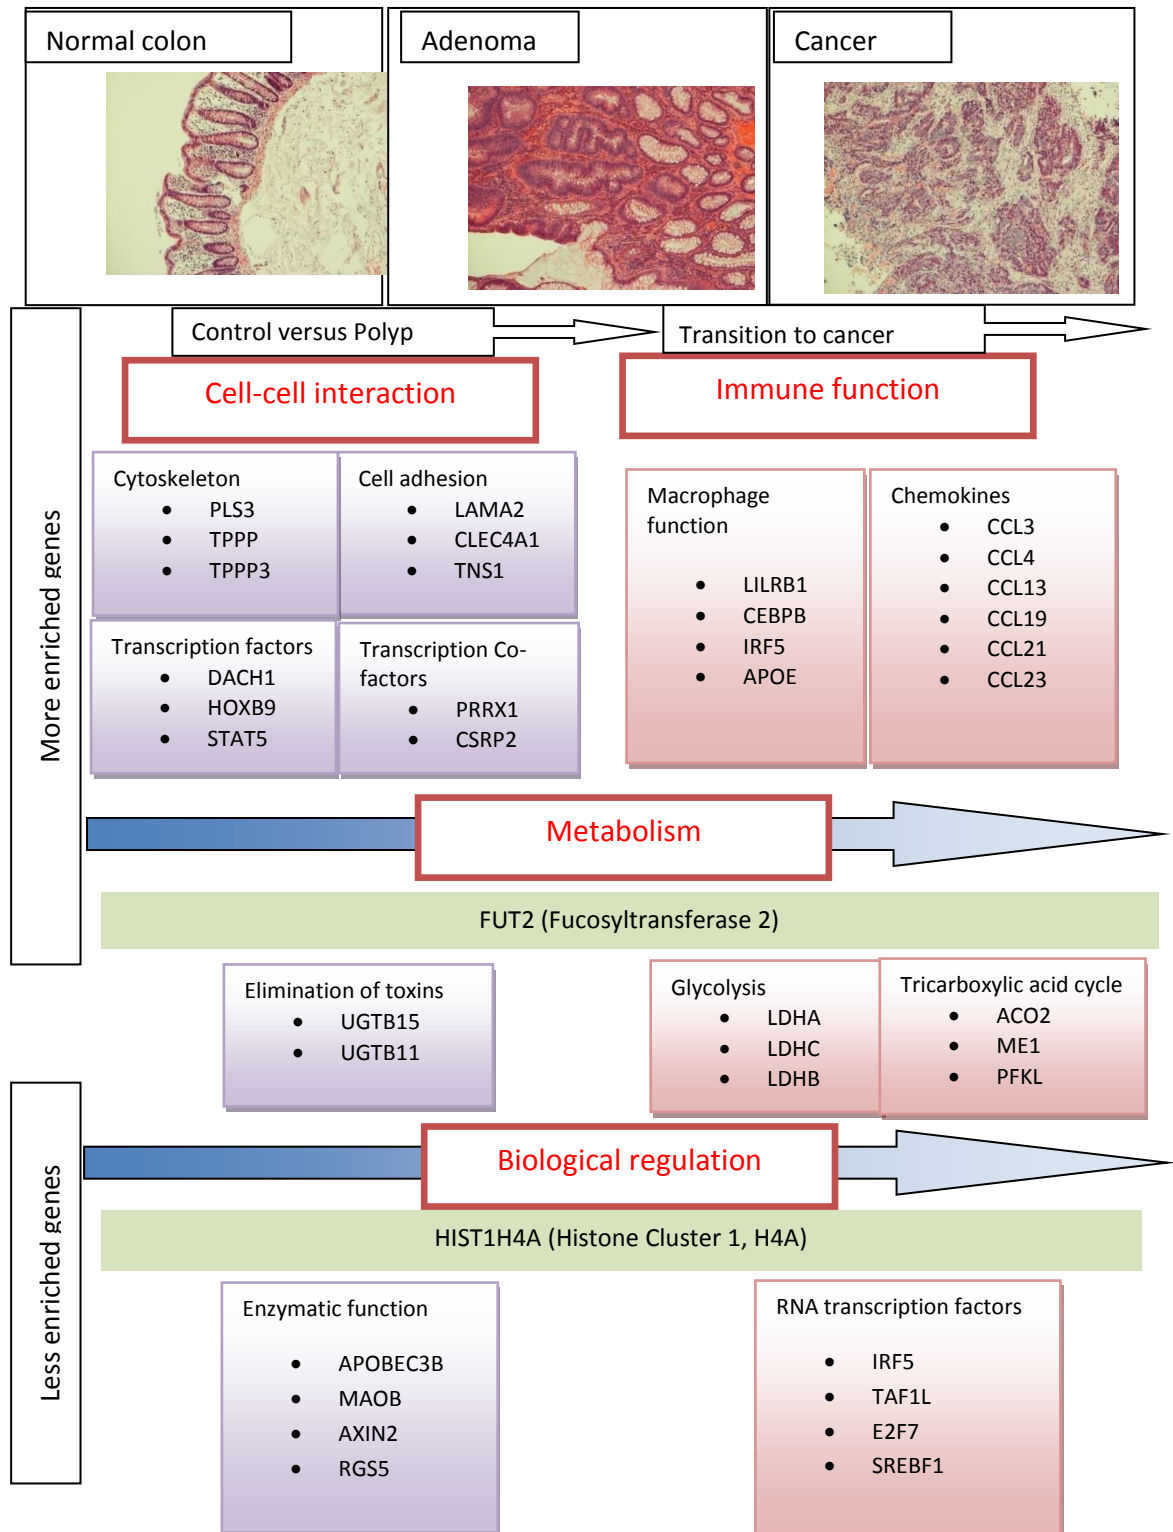 Normal colon
Adenoma
Cancer
Control versus Polyp
Transition to cancer
More enriched genes
Cell-cell interaction
Immune function
Cytoskeleton
• PLS3
• TPPP
• TPPP3
Cell adhesion
• LAMA2
• CLEC4A1
• TNS1
Macrophage
function
• LILRB1
• CEBPB
• IRF5
• APOE
Chemokines
• CCL3
• CCL4
• CCL13
• CCL19
• CCL21
• CCL23
Transcription factors
• DACH1
• HOXB9
• STAT5
Transcription Co-
factors
• PRRX1
• CSRP2
Metabolism
FUT2 (Fucosyltransferase 2)
Elimination of toxins
• UGTB15
• UGTB11
Glycolysis
• LDHA
• LDHC
• LDHB
Tricarboxylic acid cycle
• ACO2
• ME1
• PFKL
Less enriched genes
Biological regulation
HIST1H4A (Histone Cluster 1, H4A)
Enzymatic function
• APOBEC3B
• MAOB
• AXIN2
• RGS5
RNA transcription factors
• IRF5
• TAF1L
• E2F7
• SREBF1